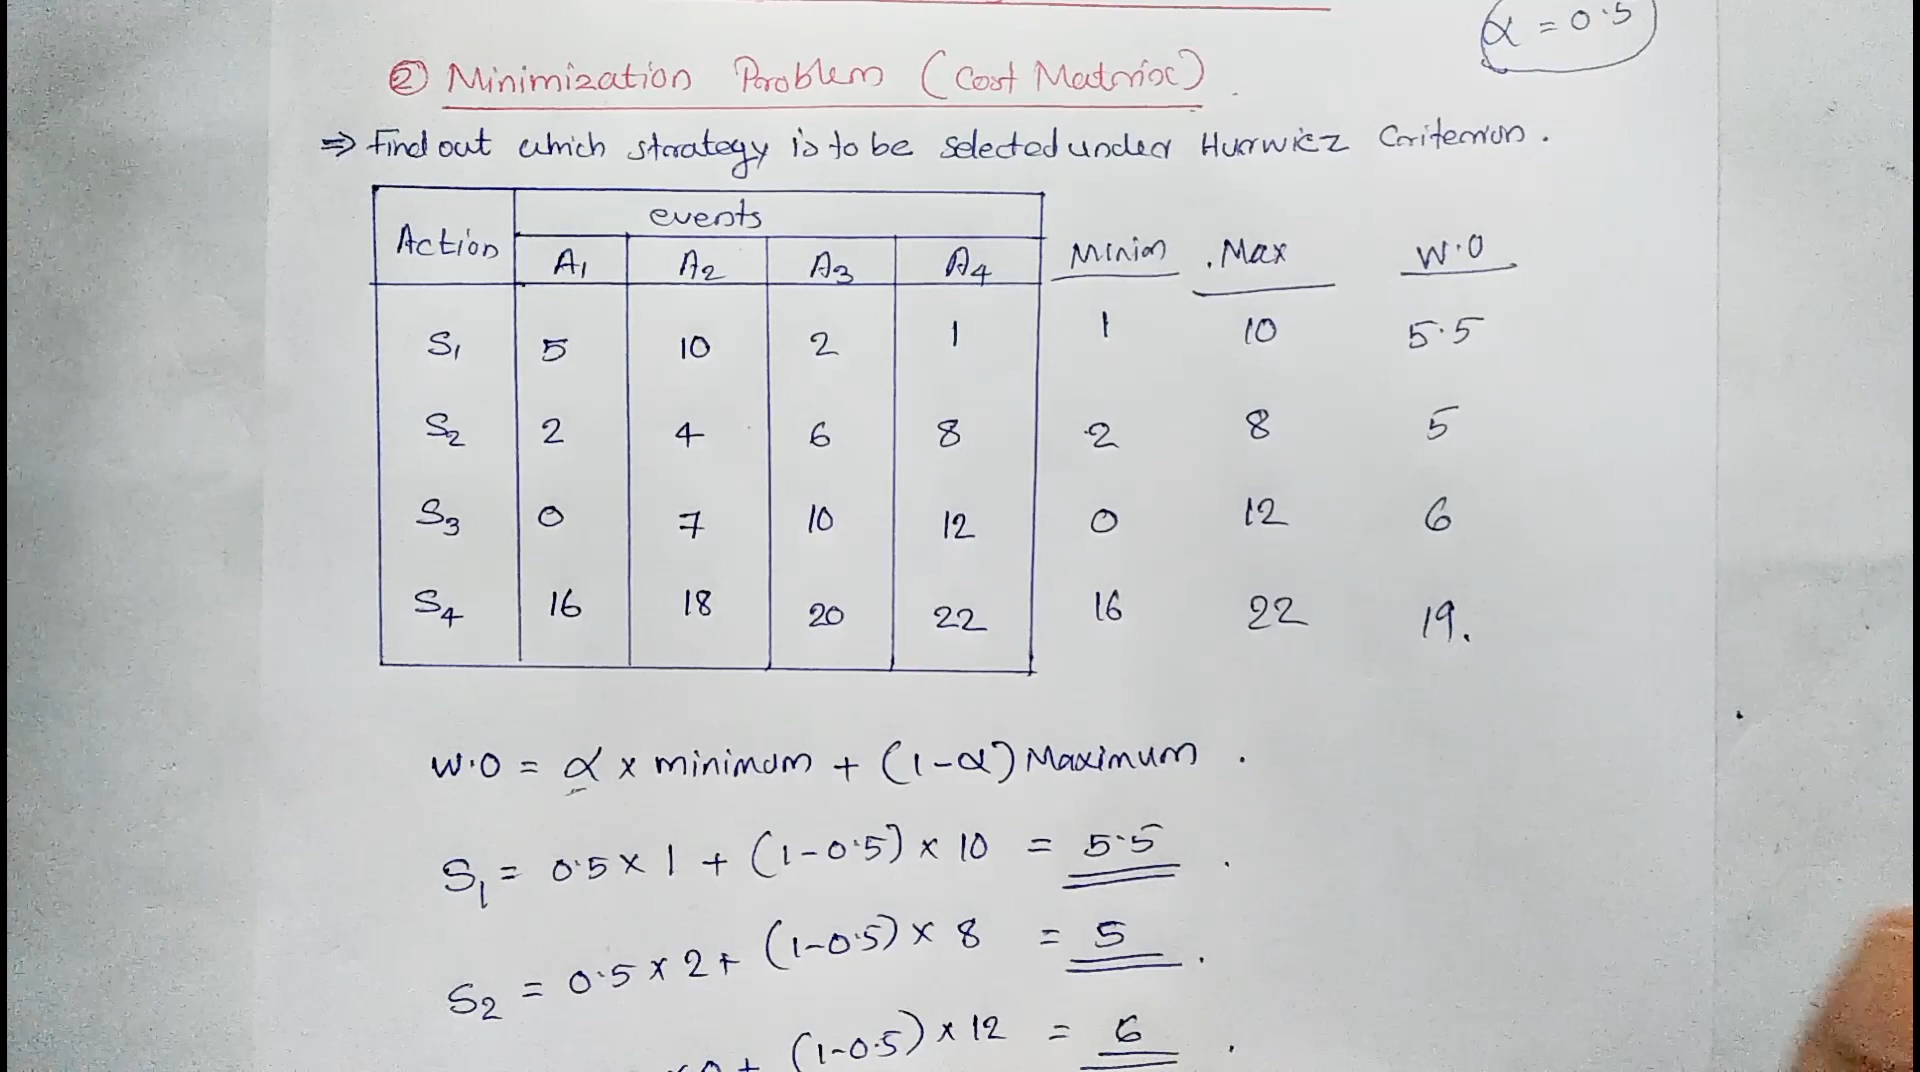 α = 0.5
② Minimization Problem (Cost Matrix)
⇒ Find out which strategy is to be selected under Hurwicz Criterion.
Action events
A1 A2 A3 A4 Minim Max W.O
S1 5 10 2 1 1 10 5.5
S2 2 4 6 8 2 8 5
S3 0 7 10 12 0 12 6
S4 16 18 20 22 16 22 19.
W.O = α x minimum + (1-α) Maximum.
S1 = 0.5 x 1 + (1-0.5) x 10 = 5.5
S2 = 0.5 x 2 + (1-0.5) x 8 = 5.
+ (1-0.5) x 12 = 6.